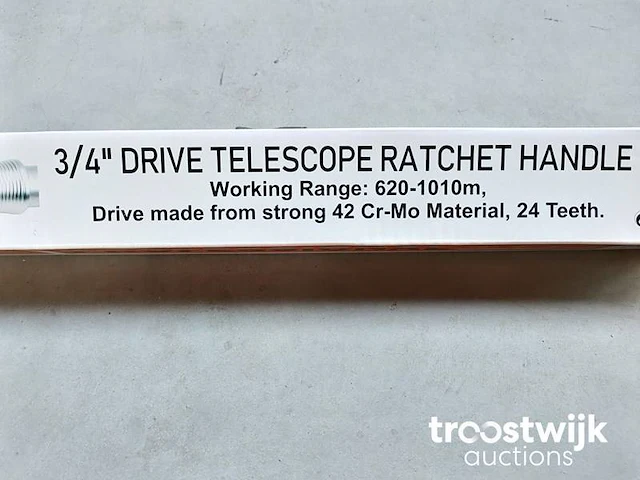 3/4" DRIVE TELESCOPE RATCHET HANDLE
Working Range: 620-1010m,
Drive made from strong 42 Cr-Mo Material, 24 Teeth.
troostwijk
auctions